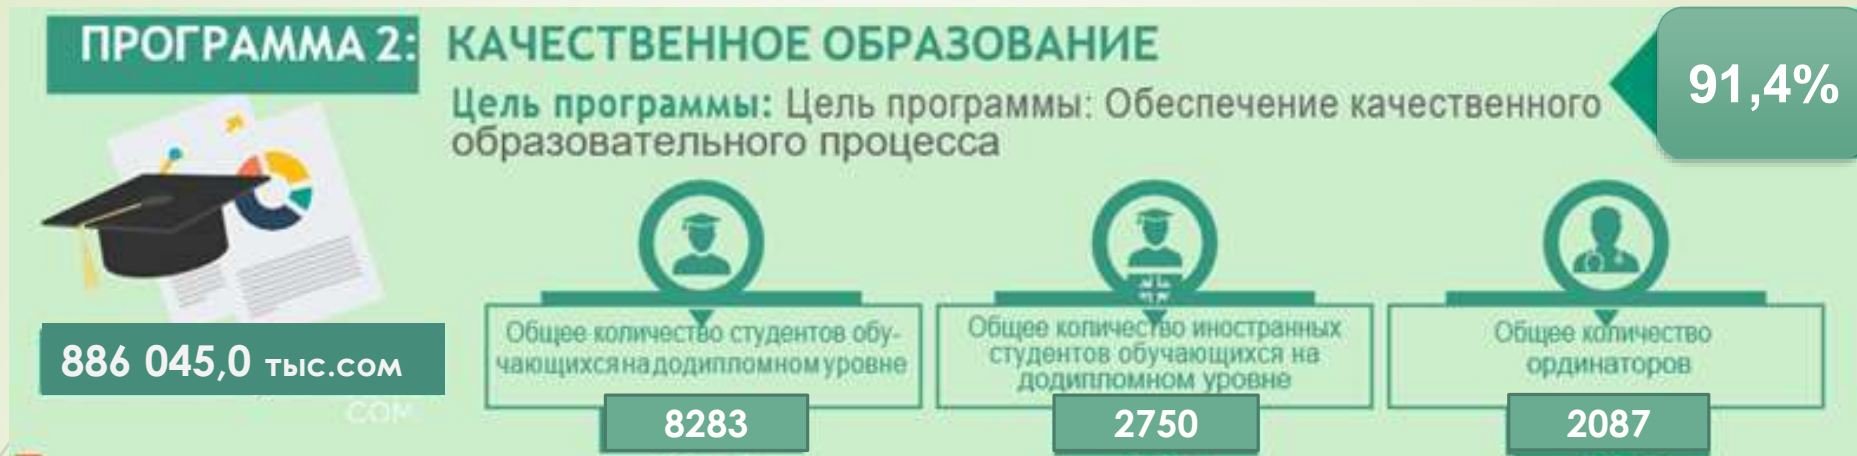 ПРОГРАММА 2:
КАЧЕСТВЕННОЕ ОБРАЗОВАНИЕ
91,4%
Цель программы: Цель программы: Обеспечение качественного
образовательного процесса
886 045,0 тыс.сом
СОМ
Общее количество студентов обу-
чающихся на додипломном уровне
8283
Общее количество иностранных
студентов обучающихся на
додипломном уровне
2750
Общее количество
ординаторов
2087